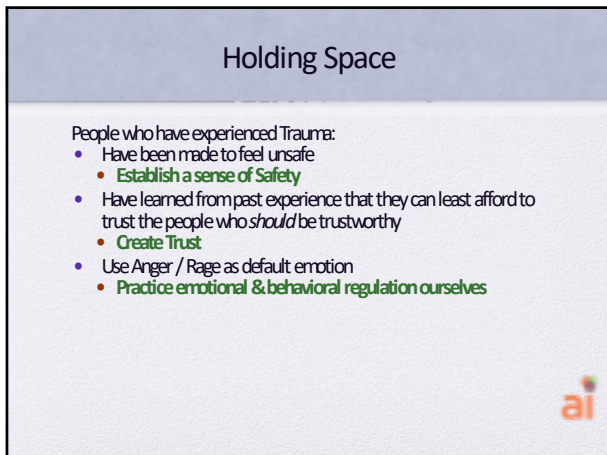 Holding Space
People who have experienced Trauma:
• Have been made to feel unsafe
• Establish a sense of Safety
• Have learned from past experience that they can least afford to
trust the people who should be trustworthy
• Create Trust
• Use Anger / Rage as default emotion
• Practice emotional & behavioral regulation ourselves
ai